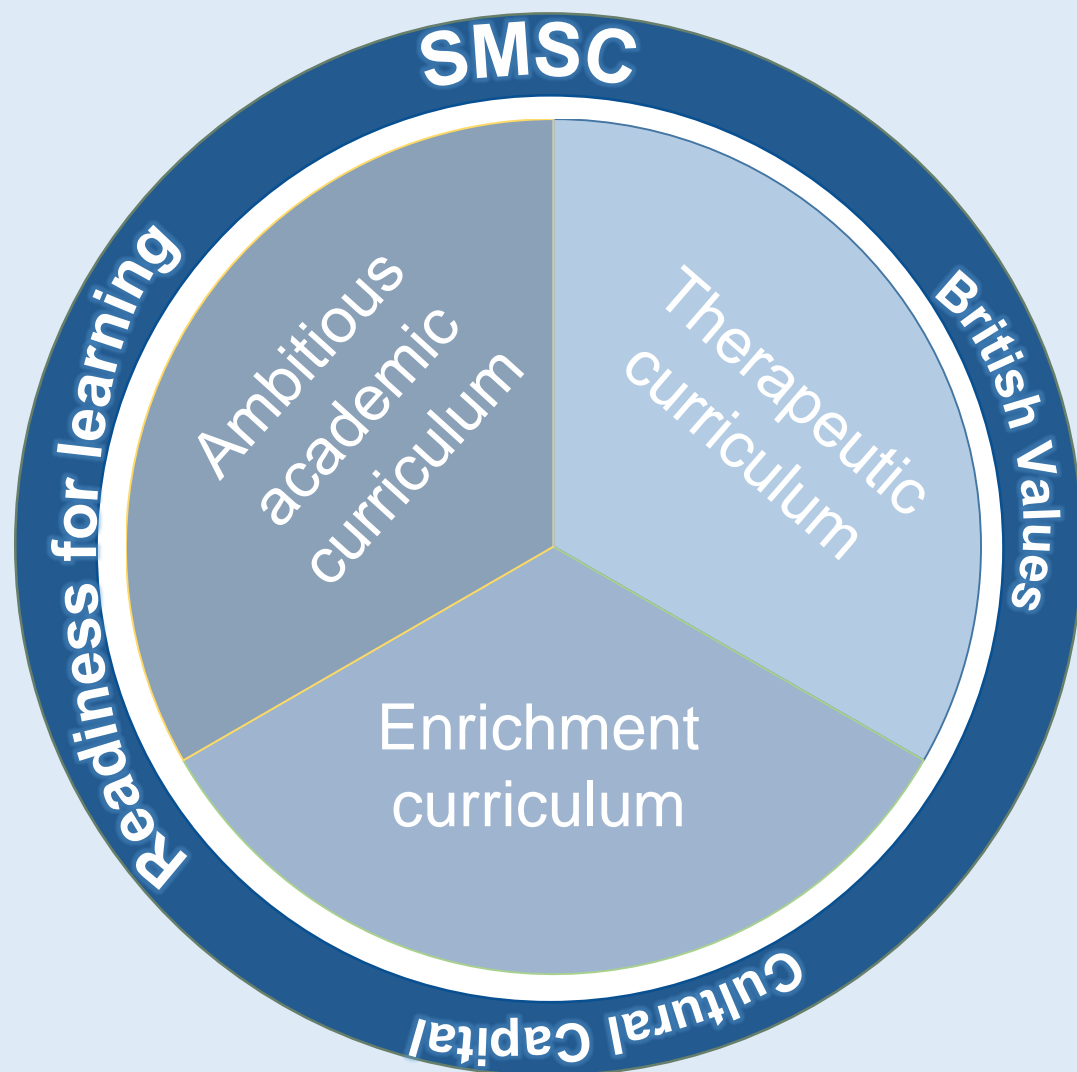 SMSC
British Values
Cultural Capital
Readiness for learning
Ambitious
academic
curriculum
Therapeutic
curriculum
Enrichment
curriculum